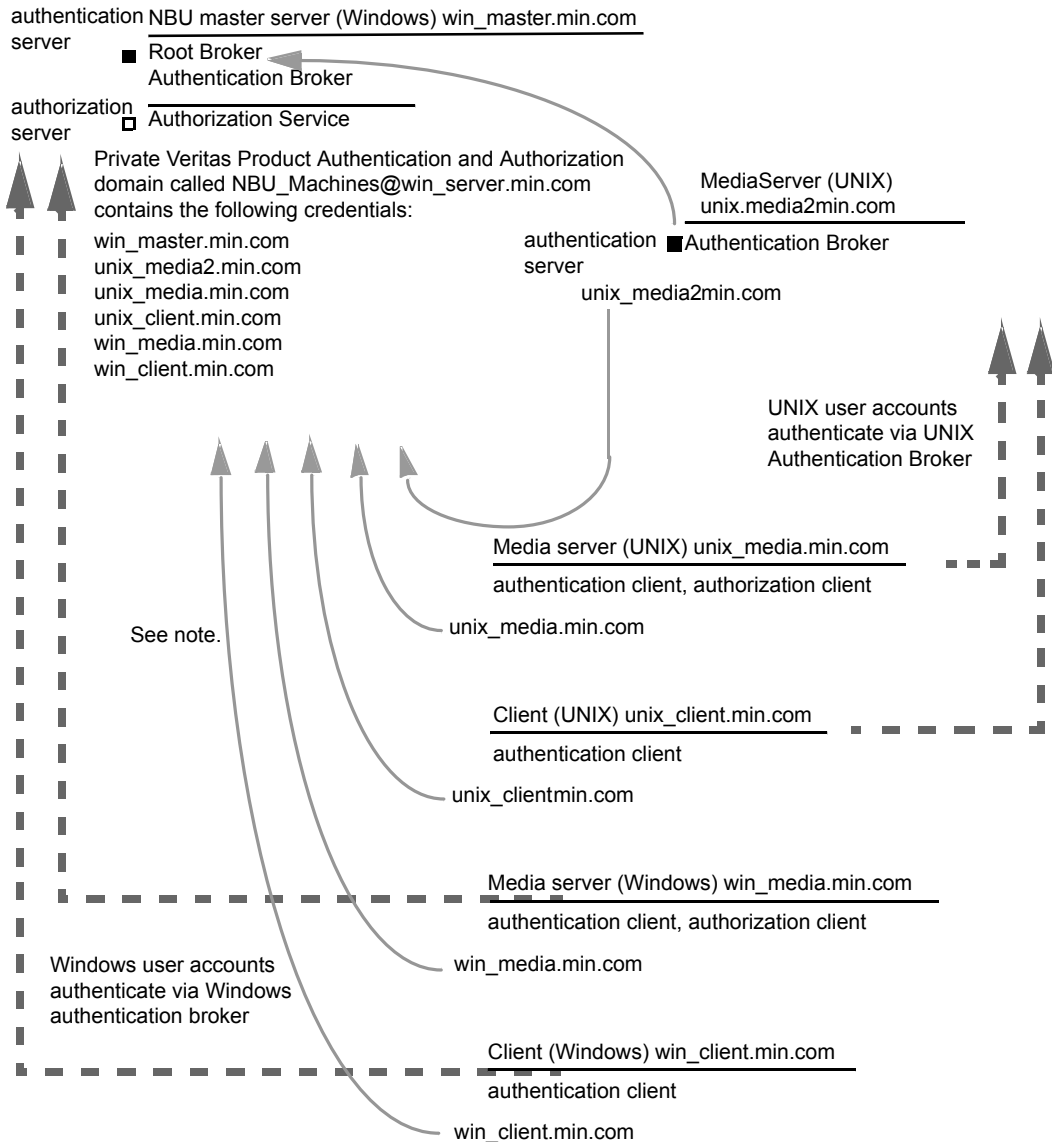 authentication
server
NBU master server (Windows) win_master.min.com
Root Broker
Authentication Broker
authorization
server
Authorization Service
Private Veritas Product Authentication and Authorization
domain called NBU_Machines@win_server.min.com
contains the following credentials:
win_master.min.com
unix_media2.min.com
unix_media.min.com
unix_client.min.com
win_media.min.com
win_client.min.com
MediaServer (UNIX)
unix.media2min.com
authentication
server
Authentication Broker
unix_media2min.com
UNIX user accounts
authenticate via UNIX
Authentication Broker
Media server (UNIX) unix_media.min.com
authentication client, authorization client
unix_media.min.com
See note.
Client (UNIX) unix_client.min.com
authentication client
unix_clientmin.com
Media server (Windows) win_media.min.com
authentication client, authorization client
win_media.min.com
Windows user accounts
authenticate via Windows
authentication broker
Client (Windows) win_client.min.com
authentication client
win_client.min.com